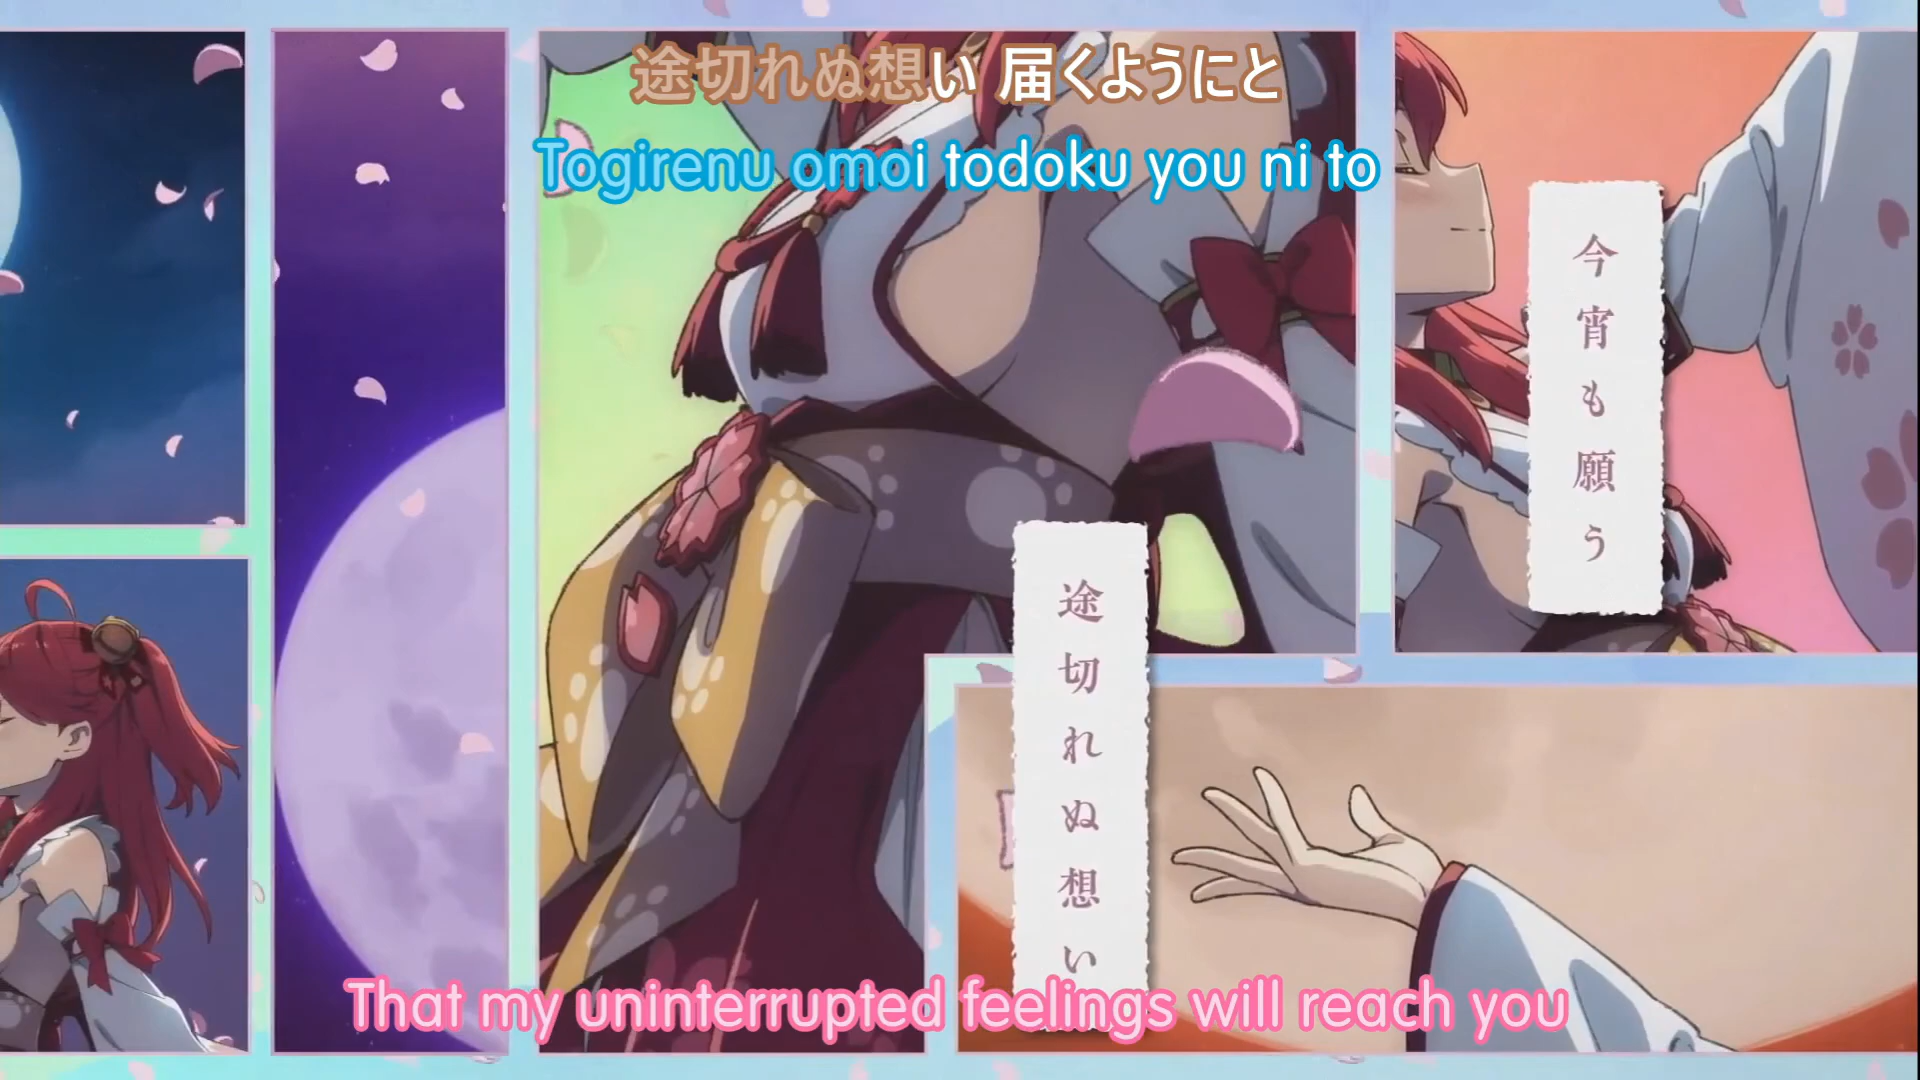 途切れぬ想い 届くようにと
Togirenu omoi todoku you ni to
今宵も願う
途切れぬ想い
That my uninterrupted feelings will reach you